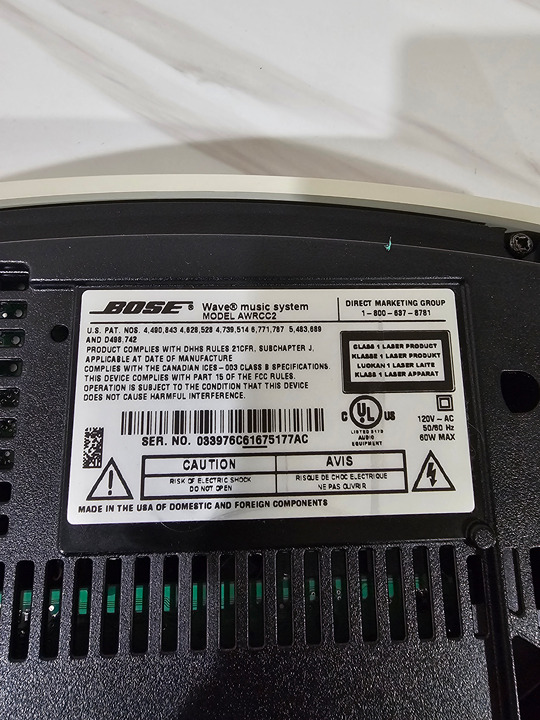 BOSE® Wave® music system
MODEL AWRCC2
DIRECT MARKETING GROUP
1-800-637-8781
U.S. PAT. NOS. 4,490,843 4,628,528 4,739,514 6,771,787 5,483,689
AND D498,742
PRODUCT COMPLIES WITH DHHS RULES 21CFR, SUBCHAPTER J,
APPLICABLE AT DATE OF MANUFACTURE
COMPLIES WITH THE CANADIAN ICES-003 CLASS B SPECIFICATIONS.
THIS DEVICE COMPLIES WITH PART 15 OF THE FCC RULES.
OPERATION IS SUBJECT TO THE CONDITION THAT THIS DEVICE
DOES NOT CAUSE HARMFUL INTERFERENCE.
CLASS 1 LASER PRODUCT
KLASSE 1 LASER PRODUKT
LUOKAN 1 LASER LAITE
KLASS 1 LASER APPARAT
C UL® US
LISTED 3119
AUDIO
EQUIPMENT
120V - AC
50/60 Hz
60W MAX
SER. NO. 033976C61675177AC
CAUTION
RISK OF ELECTRIC SHOCK
DO NOT OPEN
AVIS
RISQUE DE CHOC ELECTRIQUE
NE PAS OUVRIR
MADE IN THE USA OF DOMESTIC AND FOREIGN COMPONENTS